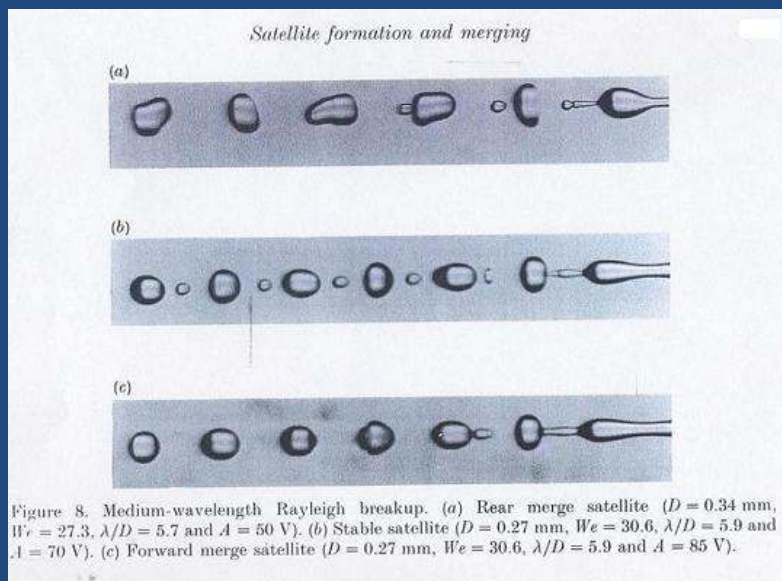 Satellite formation and merging
(a)
(b)
(c)
Figure 8. Medium-wavelength Rayleigh breakup. (a) Rear merge satellite (D = 0.34 mm,
We = 27.3, λ/D = 5.7 and A = 50 V). (b) Stable satellite (D = 0.27 mm, We = 30.6, λ/D = 5.9 and
A = 70 V). (c) Forward merge satellite (D = 0.27 mm, We = 30.6, λ/D = 5.9 and A = 85 V).